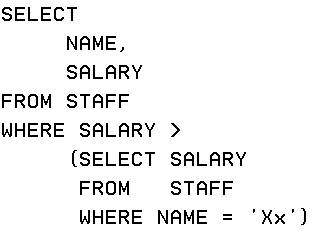 SELECT
NAME,
SALARY
FROM STAFF
WHERE SALARY >
(SELECT SALARY
FROM STAFF
WHERE NAME = 'Xx')